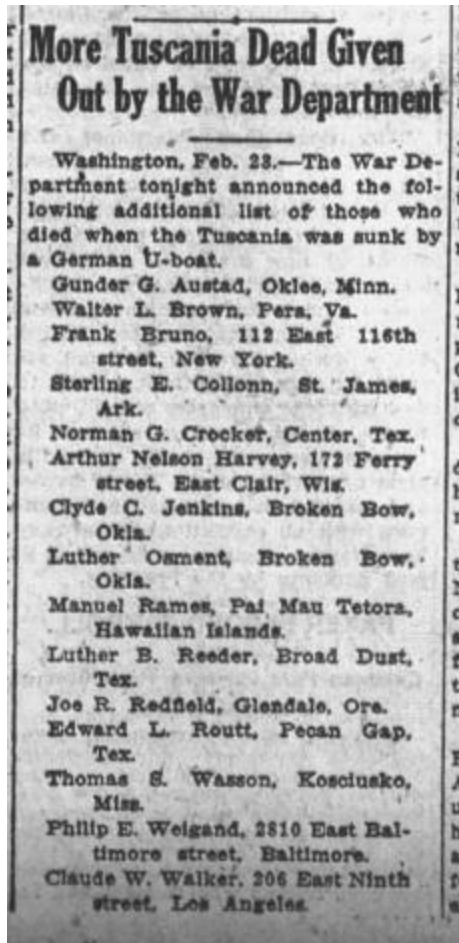 More Tuscania Dead Given
Out by the War Department
Washington, Feb. 23.—The War De-
partment tonight announced the fol-
lowing additional list of those who
died when the Tuscania was sunk by
a German U-boat.
Gunder G. Austad, Oklee, Minn.
Walter L. Brown, Pera, Va.
Frank Bruno, 112 East 116th
street, New York.
Sterling E. Collonn, St. James,
Ark.
Norman G. Crocker, Center, Tex.
Arthur Nelson Harvey, 172 Ferry
street, East Clair, Wis.
Clyde C. Jenkins, Broken Bow,
Okla.
Luther Osment, Broken Bow,
Okla.
Manuel Rames, Pai Mau Tetora,
Hawaiian Islands.
Luther B. Reeder, Broad Dust,
Tex.
Joe R. Redfield, Glendale, Ore.
Edward L. Routt, Pecan Gap,
Tex.
Thomas S. Wasson, Kosciusko,
Miss.
Philip E. Weigand, 2810 East Bal-
timore street, Baltimore.
Claude W. Walker, 206 East Ninth
street, Los Angeles.